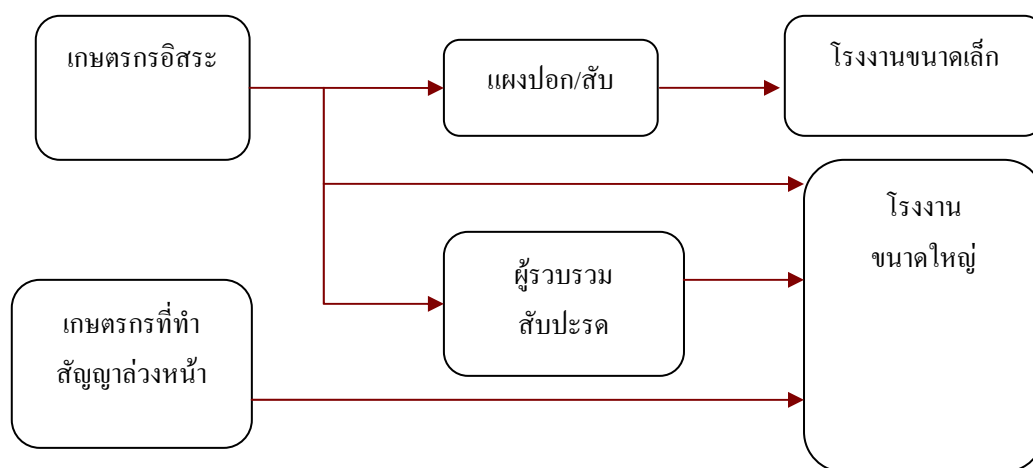 เกษตรกรอิสระ
แผงปอก/สับ
โรงงานขนาดเล็ก
โรงงาน
ขนาดใหญ่
ผู้รวบรวม
สับปะรด
เกษตรกรที่ทำ
สัญญาล่วงหน้า